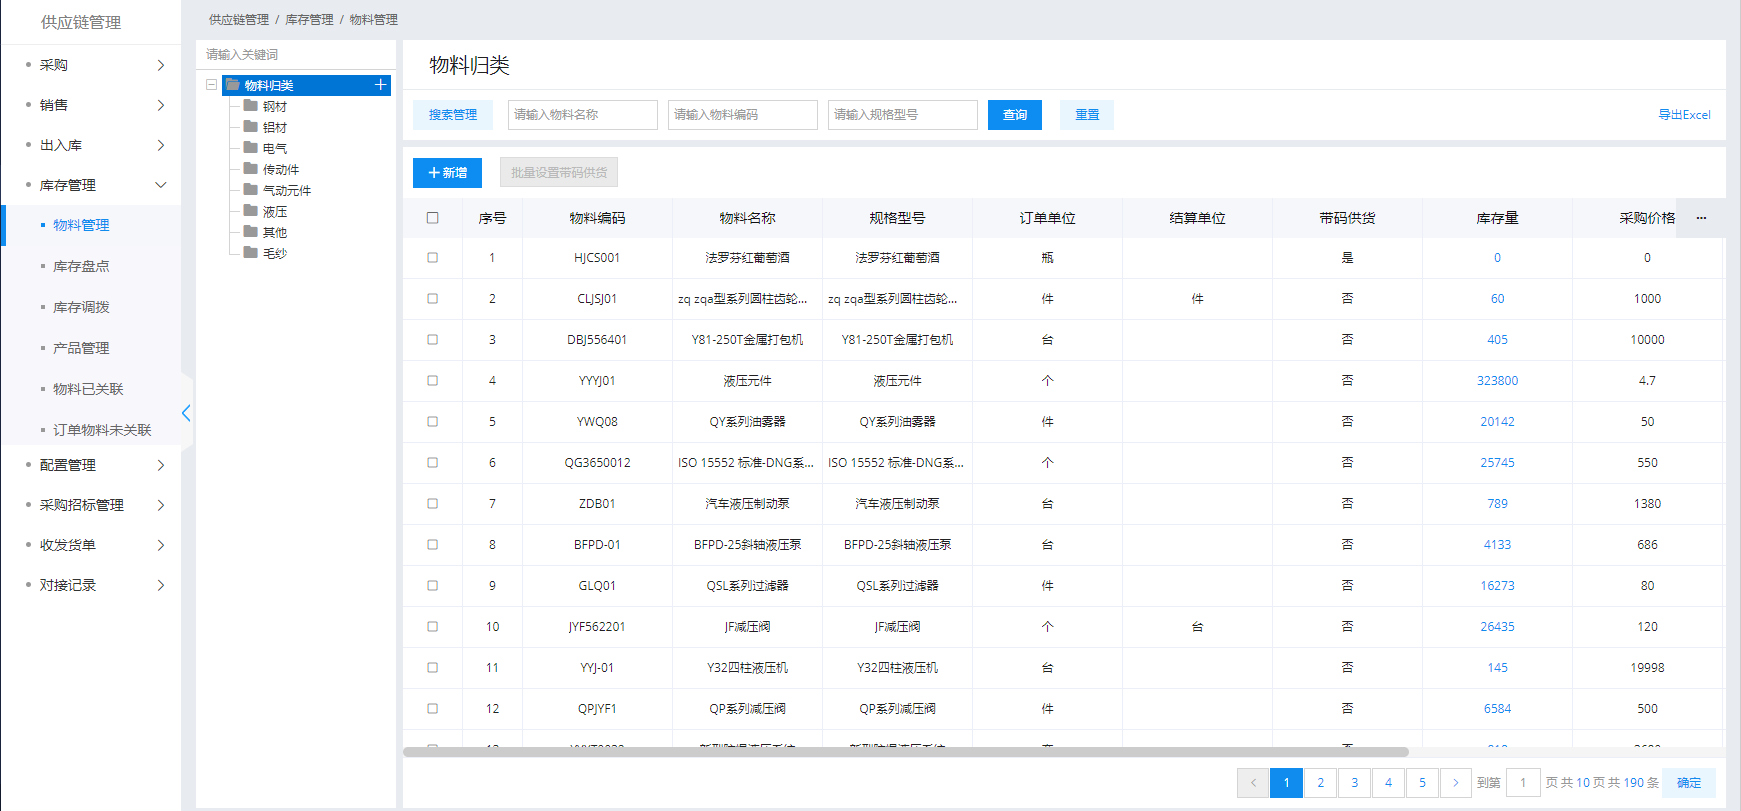 供应链管理
采购
销售
出入库
库存管理
物料管理
库存盘点
库存调拨
产品管理
物料已关联
订单物料未关联
配置管理
采购招标管理
收发货单
对接记录
供应链管理 / 库存管理 / 物料管理
请输入关键词
物料归类
钢材
铝材
电气
传动件
气动元件
液压
其他
毛纱
物料归类
搜索管理 请输入物料名称 请输入物料编码 请输入规格型号 查询 重置 导出Excel
新增 批量设置带码供货
序号 物料编码 物料名称 规格型号 订单单位 结算单位 带码供货 库存量 采购价格 ...
1 HJCS001 法罗芬红葡萄酒 法罗芬红葡萄酒 瓶 是 0 0
2 CLJSJ01 zq zqa型系列圆柱齿轮... zq zqa型系列圆柱齿轮... 件 件 否 60 1000
3 DBJ556401 Y81-250T金属打包机 Y81-250T金属打包机 台 否 405 10000
4 YYYJ01 液压元件 液压元件 个 否 323800 4.7
5 YWQ08 QY系列油雾器 QY系列油雾器 件 否 20142 50
6 QG3650012 ISO 15552 标准-DNG系... ISO 15552 标准-DNG系... 个 否 25745 550
7 ZDB01 汽车液压制动泵 汽车液压制动泵 台 否 789 1380
8 BFPD-01 BFPD-25斜轴液压泵 BFPD-25斜轴液压泵 台 否 4133 686
9 GLQ01 QSL系列过滤器 QSL系列过滤器 件 否 16273 80
10 JYF562201 JF减压阀 JF减压阀 个 台 否 26435 120
11 YYJ-01 Y32四柱液压机 Y32四柱液压机 台 否 145 19998
12 QPJYF1 QP系列减压阀 QP系列减压阀 件 否 6584 500
1 2 3 4 5 到第 1 页 共 10 页 共 190 条 确定